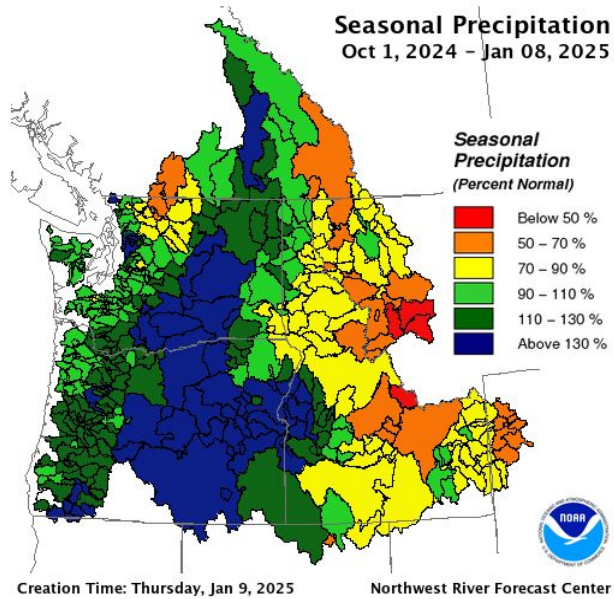 Seasonal Precipitation
Oct 1, 2024 – Jan 08, 2025
Seasonal
Precipitation
(Percent Normal)
Below 50 %
50 – 70 %
70 – 90 %
90 – 110 %
110 – 130 %
Above 130 %
NOAA
Creation Time: Thursday, Jan 9, 2025
Northwest River Forecast Center